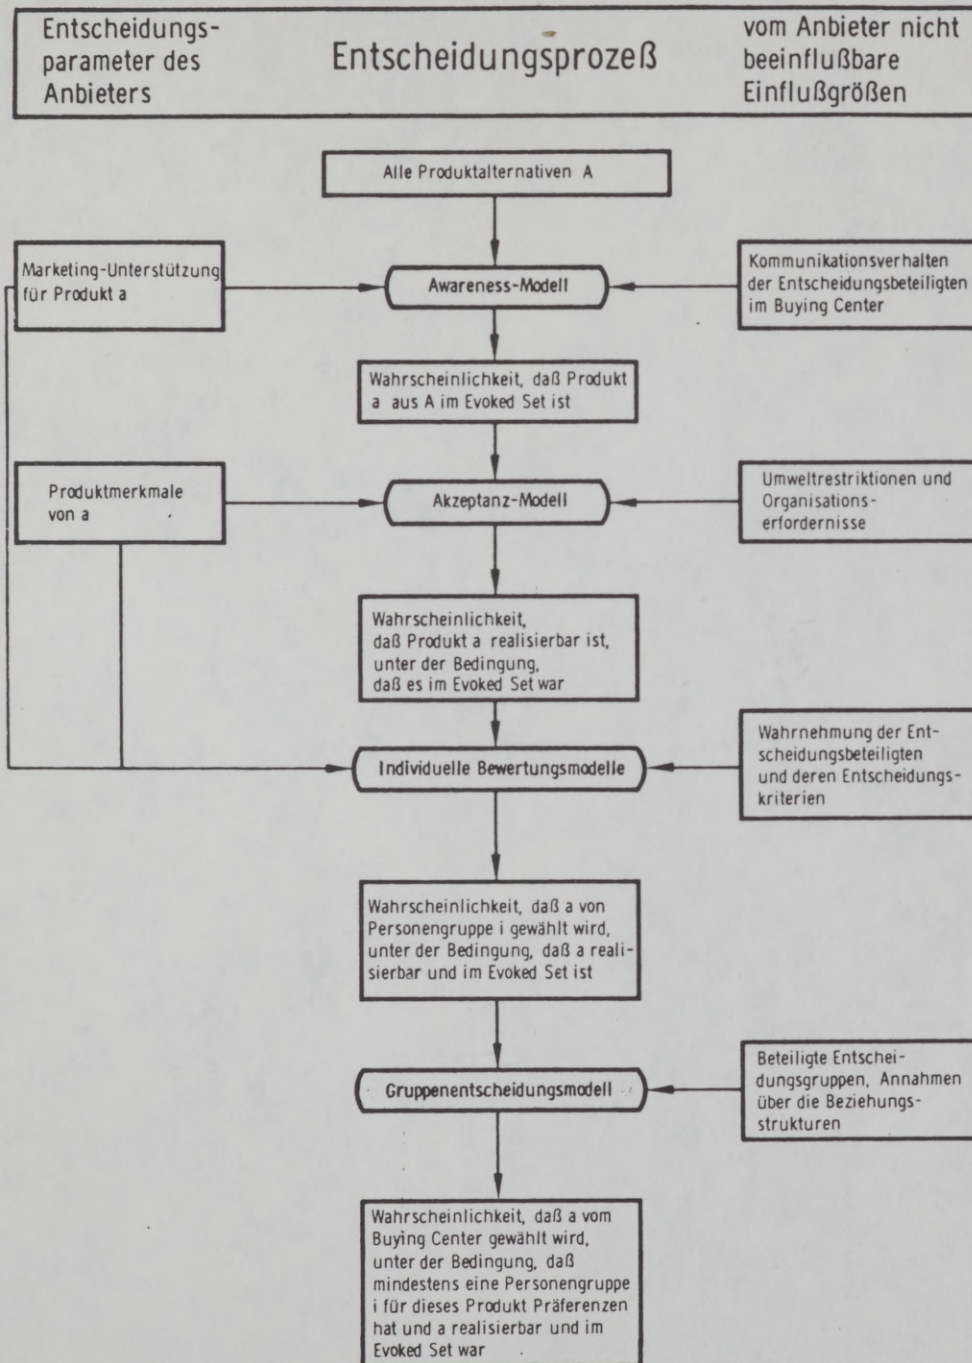 Entscheidungs-
parameter des
Anbieters
Entscheidungsprozeß
vom Anbieter nicht
beeinflußbare
Einflußgrößen
Alle Produktalternativen A
Marketing-Unterstützung
für Produkt a
Awareness-Modell
Kommunikationsverhalten
der Entscheidungsbeteiligten
im Buying Center
Wahrscheinlichkeit, daß Produkt
a aus A im Evoked Set ist
Produktmerkmale
von a
Akzeptanz-Modell
Umweltrestriktionen und
Organisations-
erfordernisse
Wahrscheinlichkeit,
daß Produkt a realisierbar ist,
unter der Bedingung,
daß es im Evoked Set war
Individuelle Bewertungsmodelle
Wahrnehmung der Ent-
scheidungsbeteiligten
und deren Entscheidungs-
kriterien
Wahrscheinlichkeit, daß a von
Personengruppe i gewählt wird,
unter der Bedingung, daß a reali-
sierbar und im Evoked Set ist
Gruppenentscheidungsmodell
Beteiligte Entschei-
dungsgruppen, Annahmen
über die Beziehungs-
strukturen
Wahrscheinlichkeit, daß a vom
Buying Center gewählt wird,
unter der Bedingung, daß
mindestens eine Personengruppe
i für dieses Produkt Präferenzen
hat und a realisierbar und im
Evoked Set war